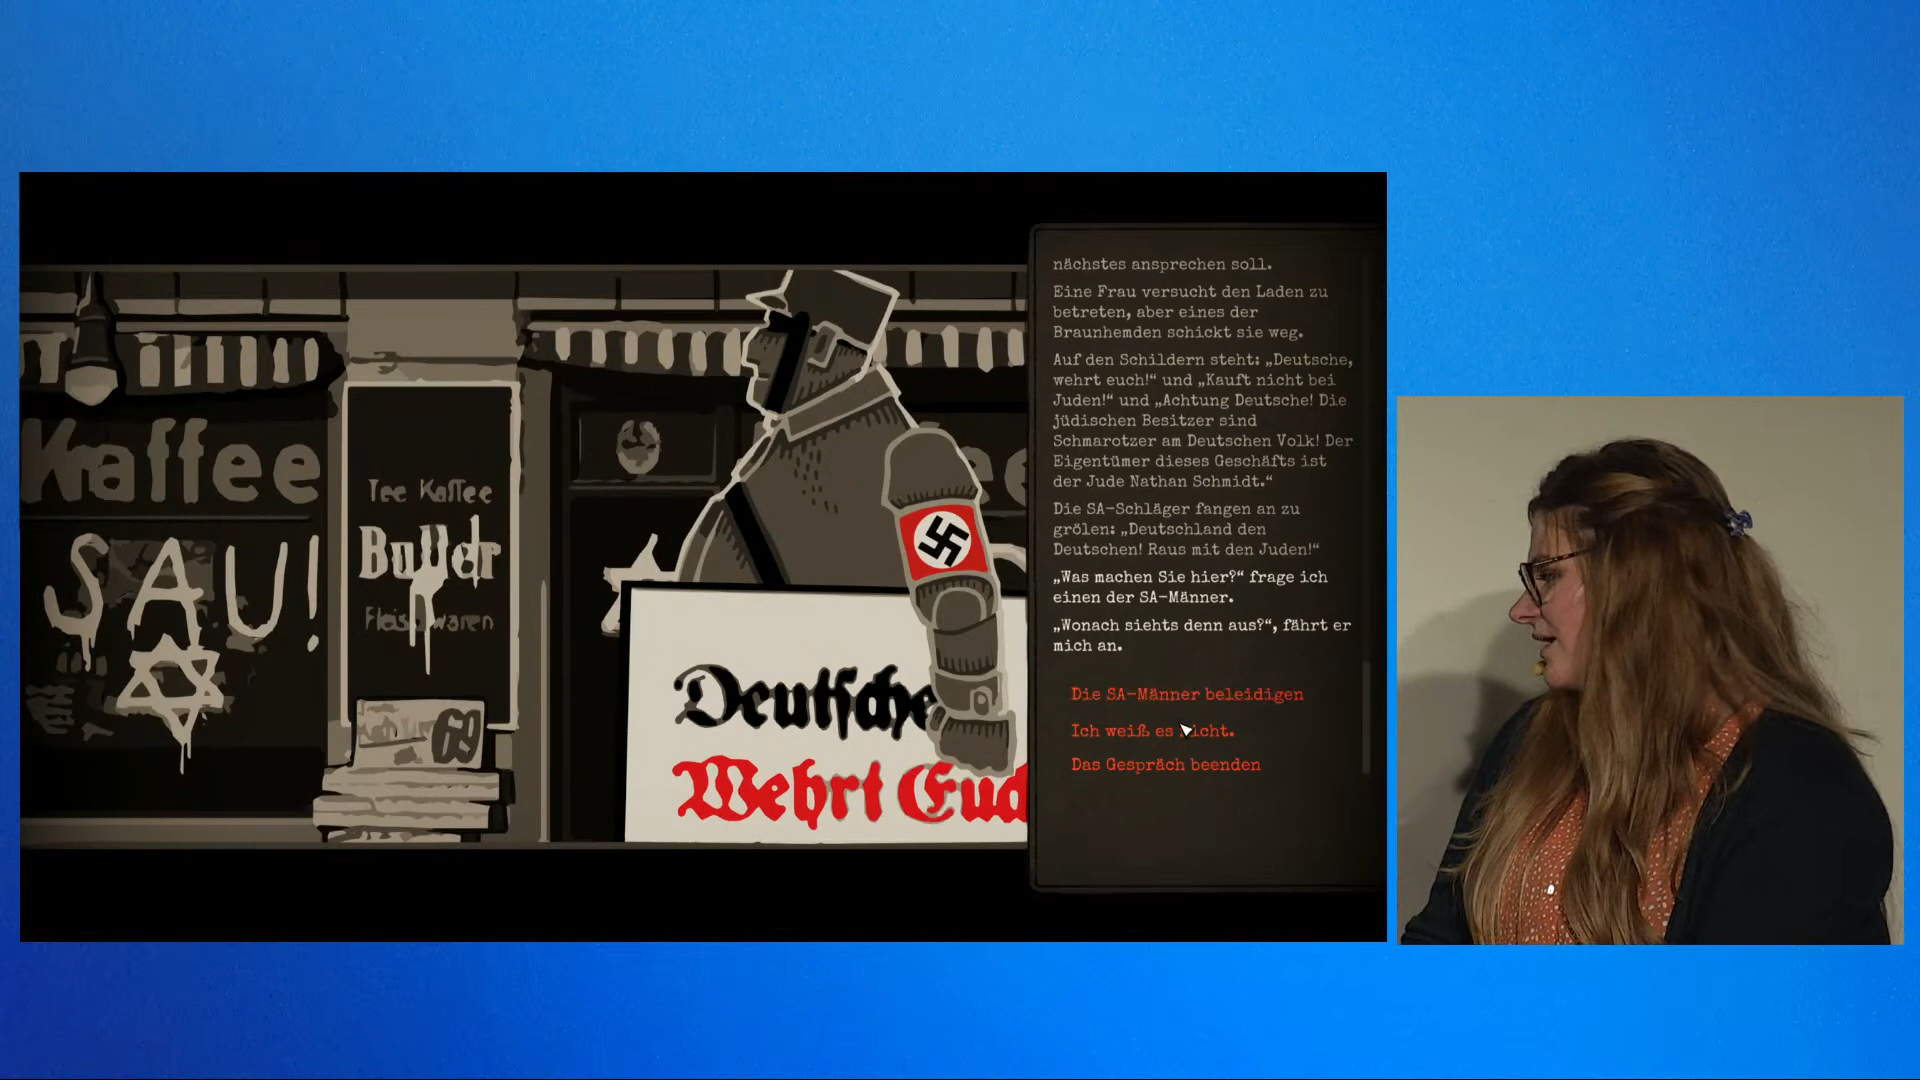 Kaffee
SAU!
Tee Kaffee
Butter
Fleischwaren
69
Deutsche
Wehrt Euch
nächstes ansprechen soll.
Eine Frau versucht den Laden zu
betreten, aber eines der
Braunhemden schickt sie weg.
Auf den Schildern steht: „Deutsche,
wehrt euch!“ und „Kauft nicht bei
Juden!“ und „Achtung Deutsche! Die
jüdischen Besitzer sind
Schmarotzer am Deutschen Volk! Der
Eigentümer dieses Geschäfts ist
der Jude Nathan Schmidt.“
Die SA-Schläger fangen an zu
grölen: „Deutschland den
Deutschen! Raus mit den Juden!“
„Was machen Sie hier?“ frage ich
einen der SA-Männer.
„Wonach siehts denn aus?“, fährt er
mich an.
Die SA-Männer beleidigen
Ich weiß es nicht.
Das Gespräch beenden